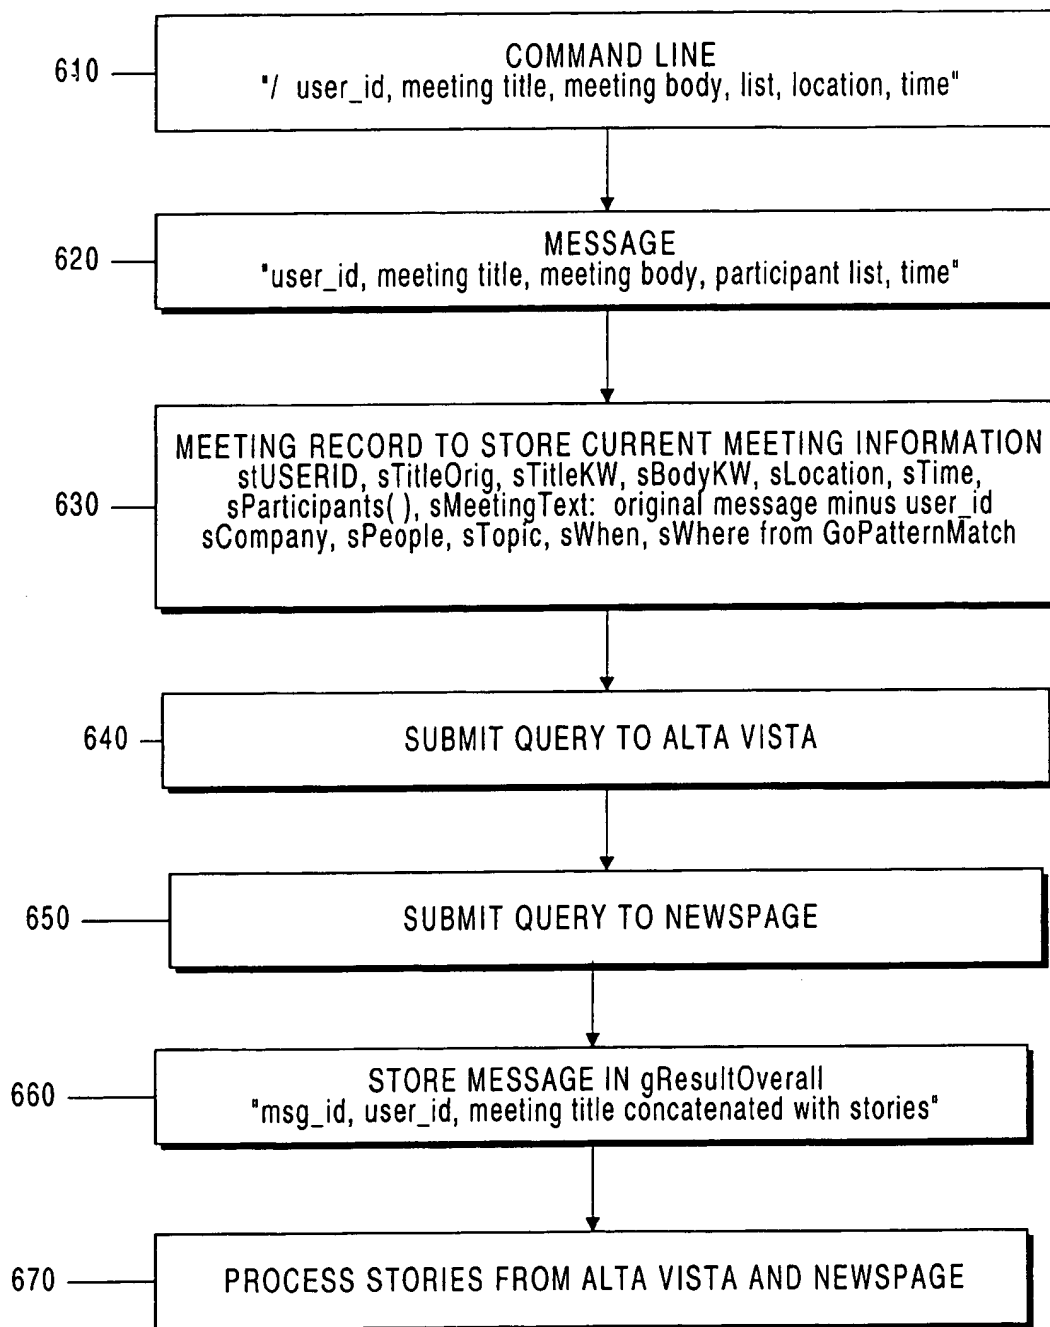 610
COMMAND LINE
"/ user_id, meeting title, meeting body, list, location, time"
620
MESSAGE
"user_id, meeting title, meeting body, participant list, time"
630
MEETING RECORD TO STORE CURRENT MEETING INFORMATION
stUSERID, sTitleOrig, sTitleKW, sBodyKW, sLocation, sTime,
sParticipants( ), sMeetingText: original message minus user_id
sCompany, sPeople, sTopic, sWhen, sWhere from GoPatternMatch
640
SUBMIT QUERY TO ALTA VISTA
650
SUBMIT QUERY TO NEWSPAGE
660
STORE MESSAGE IN gResultOverall
"msg_id, user_id, meeting title concatenated with stories"
670
PROCESS STORIES FROM ALTA VISTA AND NEWSPAGE